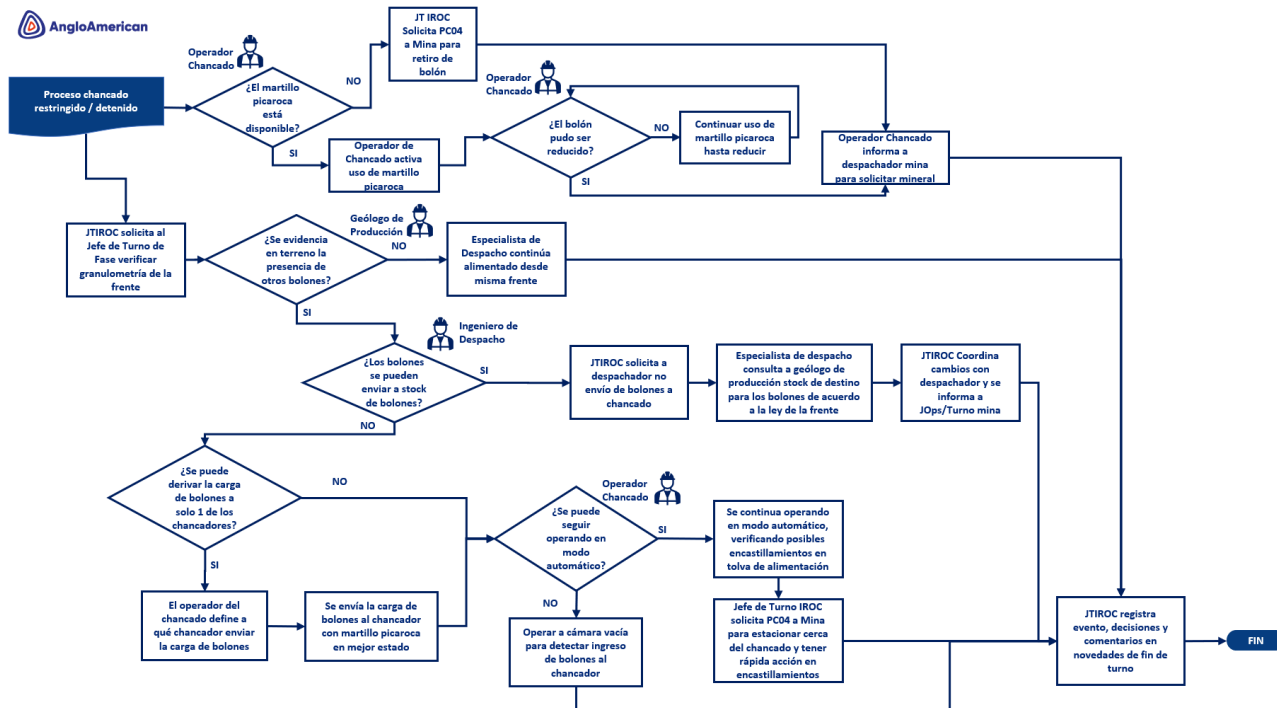 AngloAmerican
JT IROC
Solicita PC04
a Mina para
retiro de
bolón
Operador
Chancado
NO
Proceso chancado
restringido / detenido
¿El martillo
picaroca
está
disponible?
SI
Operador de
Chancado activa
uso de martillo
picaroca
Operador
Chancado
¿El bolón
pudo ser
reducido?
NO
SI
Continuar uso de
martillo picaroca
hasta reducir
Operador Chancado
informa a
despachador mina
para solicitar mineral
JTIROC solicita al
Jefe de Turno de
Fase verificar
granulometría de la
frente
¿Se evidencia
en terreno la
presencia de
otros bolones?
Geólogo de
Producción
NO
SI
Especialista de
Despacho continúa
alimentado desde
misma frente
Ingeniero de
Despacho
¿Los bolones
se pueden
enviar a stock
de bolones?
SI
NO
JTIROC solicita a
despachador no
envío de bolones a
chancado
Especialista de despacho
consulta a geólogo de
producción stock de destino
para los bolones de acuerdo
a la ley de la frente
JTIROC Coordina
cambios con
despachador y se
informa a
JOps/Turno mina
¿Se puede
derivar la carga
de bolones a
solo 1 de los
chancadores?
NO
SI
El operador del
chancado define a
qué chancador enviar
la carga de bolones
Se envía la carga de
bolones al chancador
con martillo picaroca
en mejor estado
Operador
Chancado
¿Se puede
seguir
operando en
modo
automático?
SI
NO
Operar a cámara vacía
para detectar ingreso
de bolones al
chancador
Se continua operando
en modo automático,
verificando posibles
encastillamientos en
tolva de alimentación
Jefe de Turno IROC
solicita PC04 a Mina
para estacionar cerca
del chancado y tener
rápida acción en
encastillamientos
JTIROC registra
evento, decisiones y
comentarios en
novedades de fin de
turno
FIN